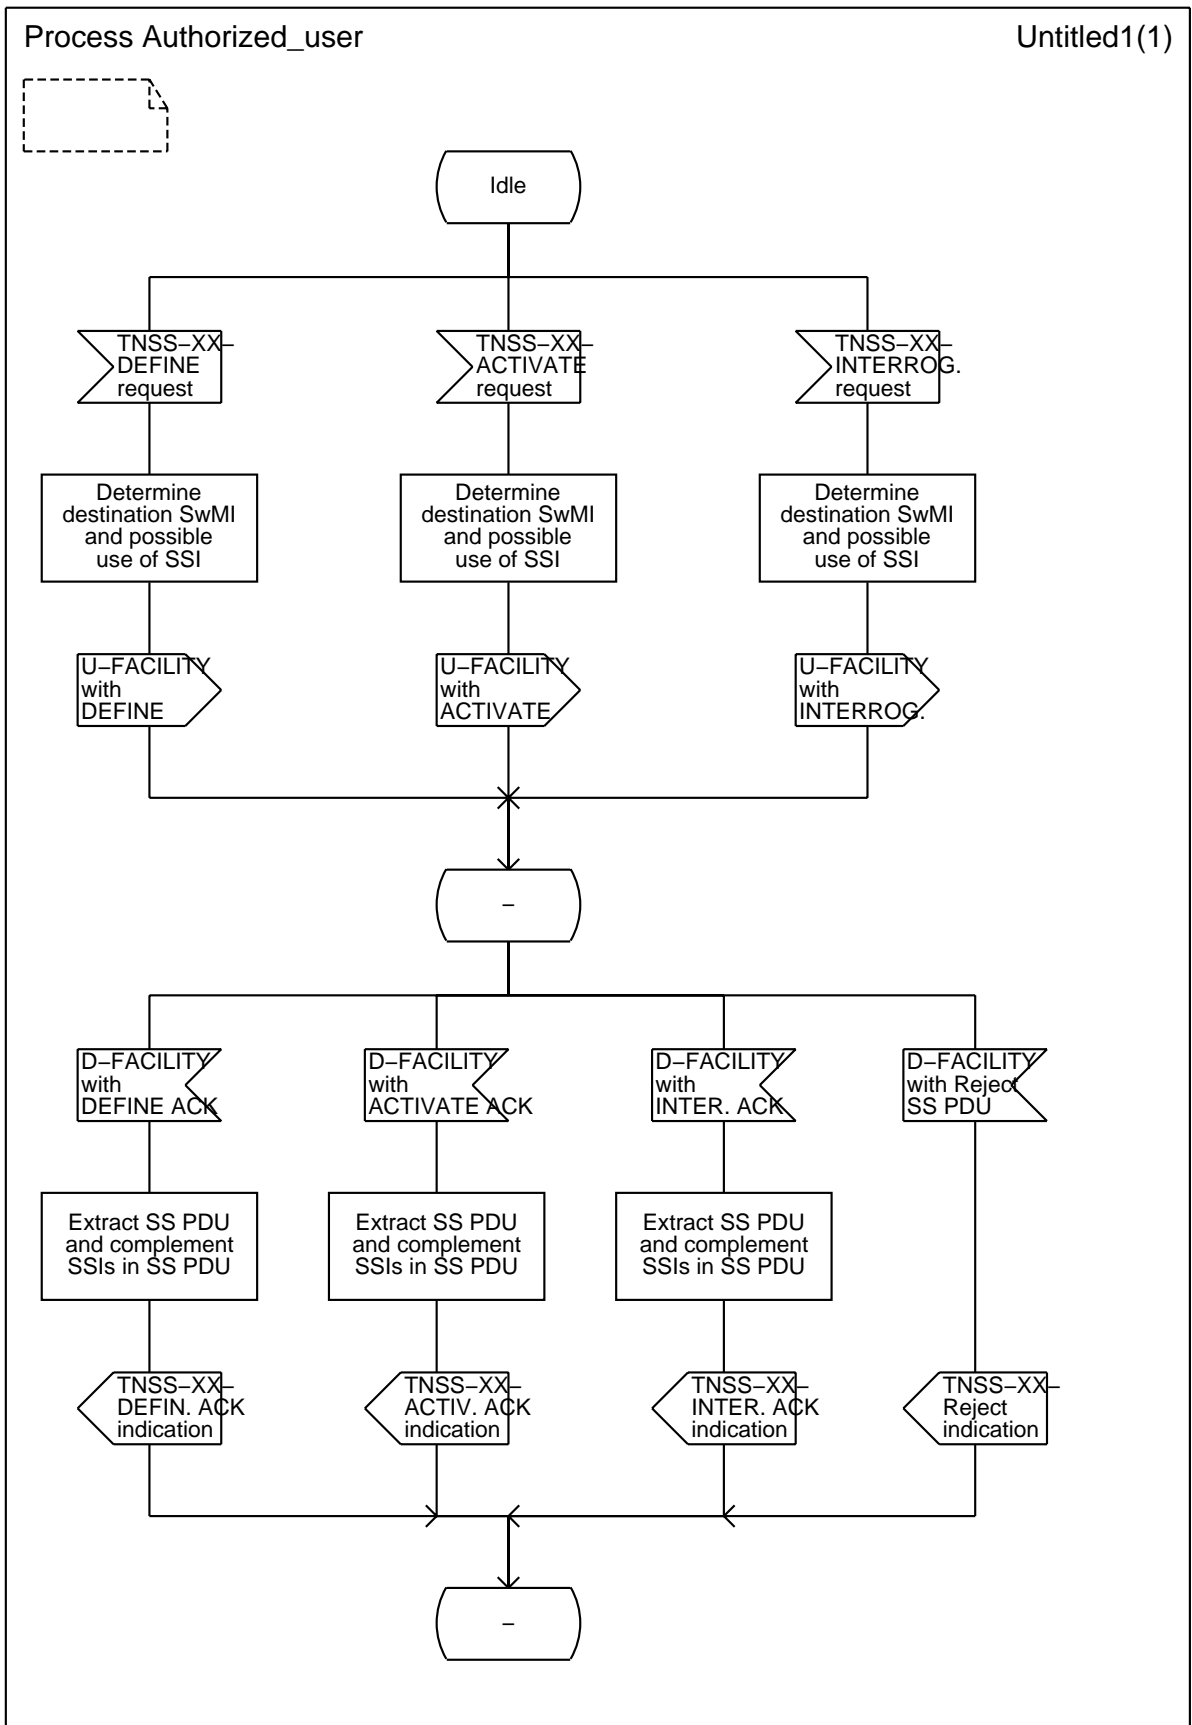 Process Authorized_user
Untitled1(1)
Idle
TNSS−XX−
DEFINE
request
TNSS−XX−
ACTIVATE
request
TNSS−XX−
INTERROG.
request
Determine
destination SwMI
and possible
use of SSI
Determine
destination SwMI
and possible
use of SSI
Determine
destination SwMI
and possible
use of SSI
U−FACILITY
with
DEFINE
U−FACILITY
with
ACTIVATE
U−FACILITY
with
INTERROG.
−
D−FACILITY
with
DEFINE ACK
D−FACILITY
with
ACTIVATE ACK
D−FACILITY
with
INTER. ACK
D−FACILITY
with Reject
SS PDU
Extract SS PDU
and complement
SSIs in SS PDU
Extract SS PDU
and complement
SSIs in SS PDU
Extract SS PDU
and complement
SSIs in SS PDU
TNSS−XX−
DEFIN. ACK
indication
TNSS−XX−
ACTIV. ACK
indication
TNSS−XX−
INTER. ACK
indication
TNSS−XX−
Reject
indication
−